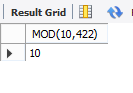 Result Grid
MOD(10,422)
10